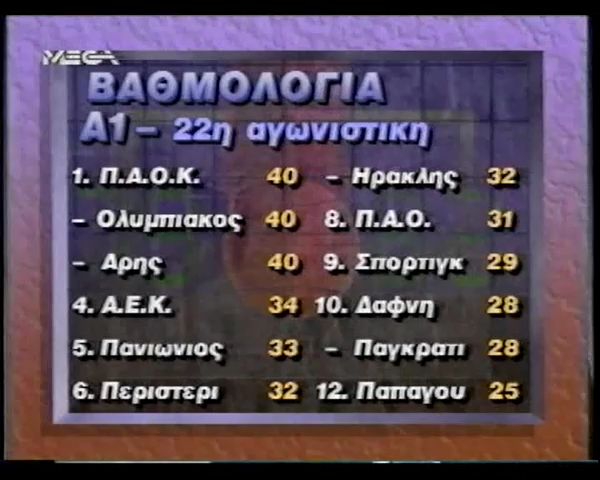 MEGA
ΒΑΘΜΟΛΟΓΙΑ
Α1 – 22η αγωνιστικη
1. Π.Α.Ο.Κ. 40
– Ολυμπιακος 40
– Αρης 40
4. Α.Ε.Κ. 34
5. Πανιωνιος 33
6. Περιστερι 32
– Ηρακλης 32
8. Π.Α.Ο. 31
9. Σπορτιγκ 29
10. Δαφνη 28
– Παγκρατι 28
12. Παπαγου 25